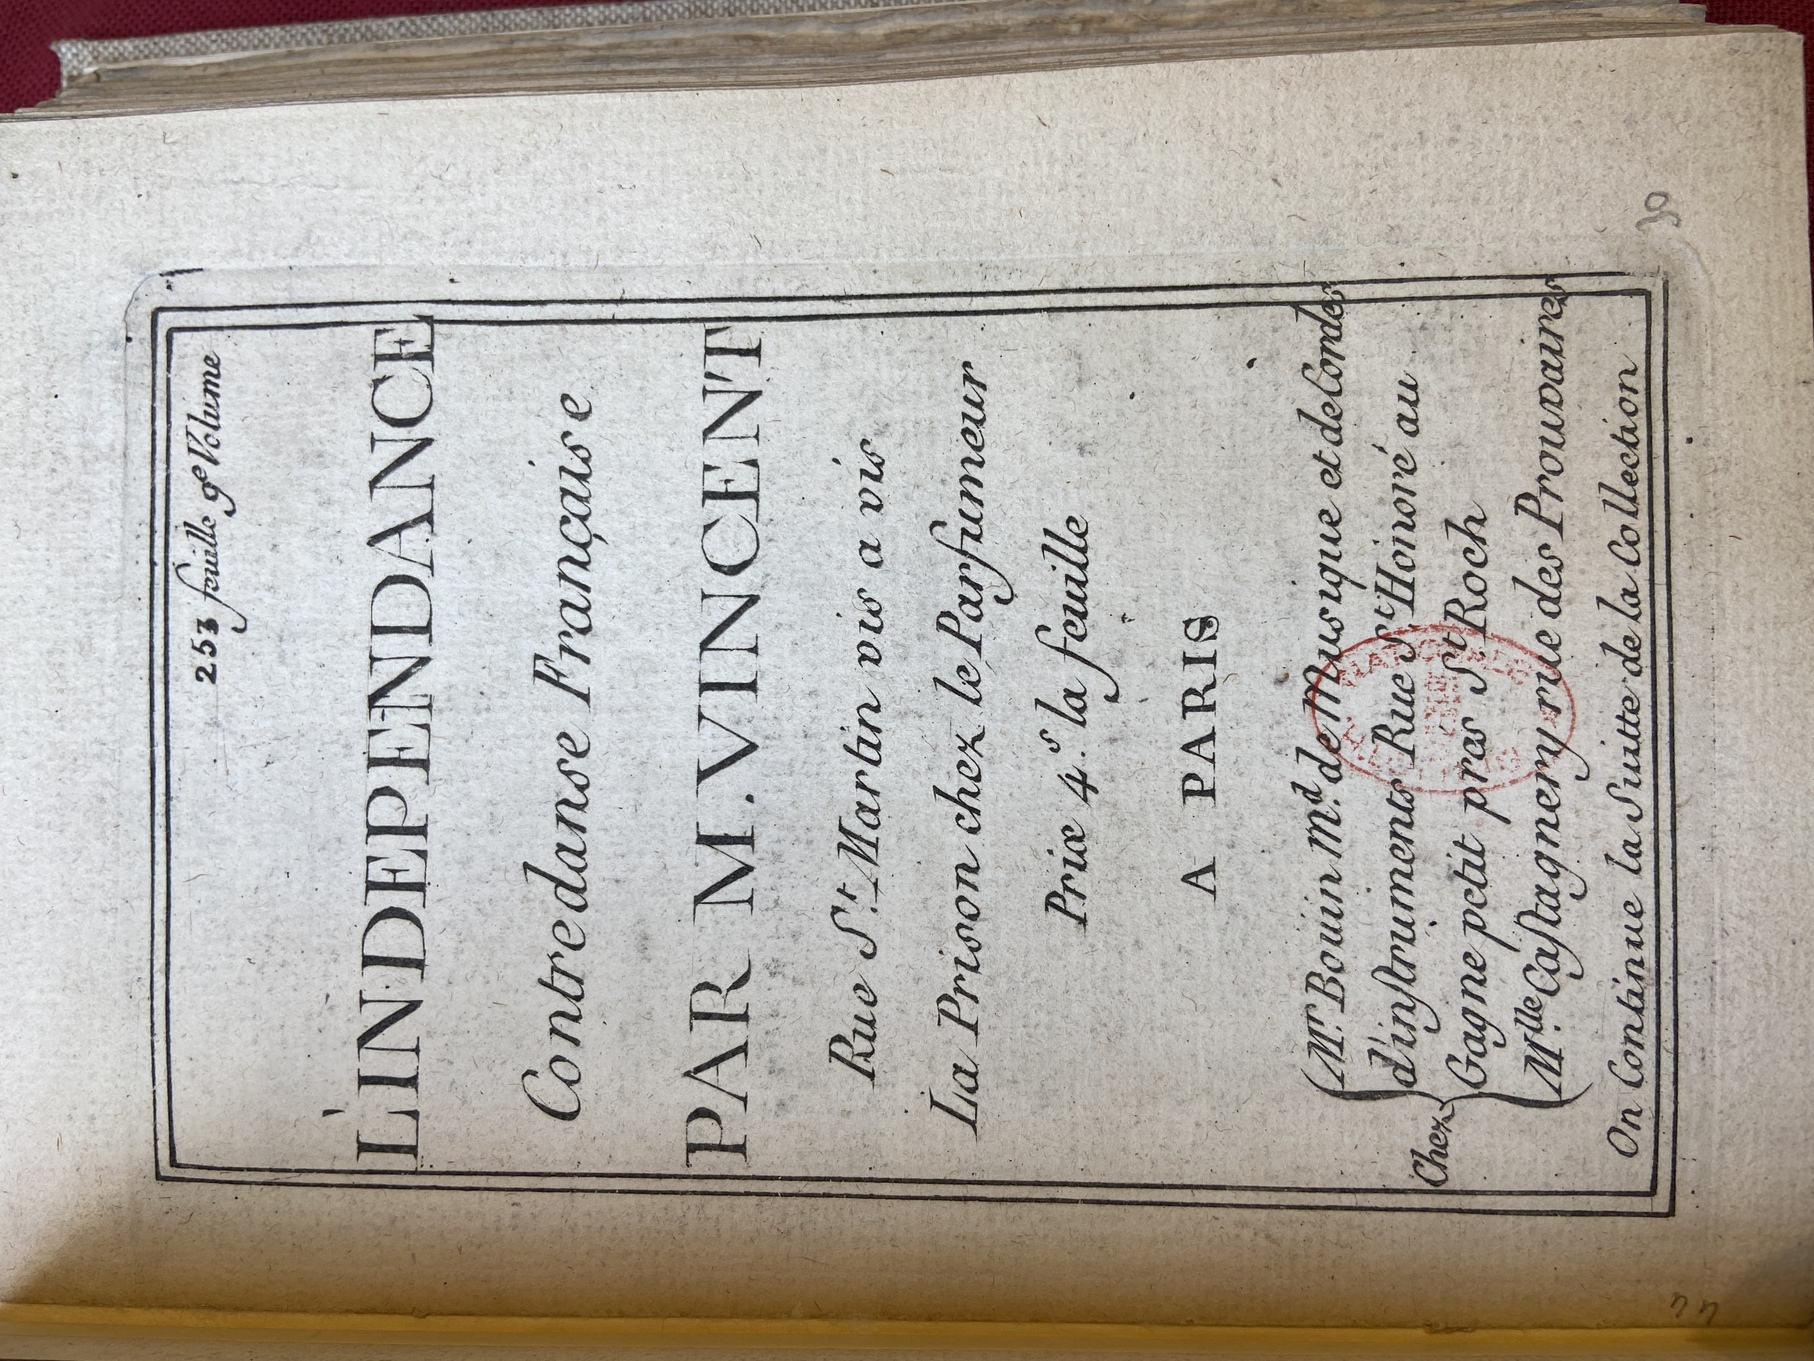 253 feuille 9e Volume
L'INDEPENDANCE
Contredanse Française
PAR M. VINCENT
Rue St. Martin vis a vis
La Prison chez le Parfumeur
Prix 4.s la feuille
A PARIS
Chez
Mr. Bouin Md. de Musique et de Cordes
d'instruments Rue St Honoré au
Gagne petit pres St Roch
Mlle. Castagnery rue des Prouvaires
On Continue la Suitte de la Collection